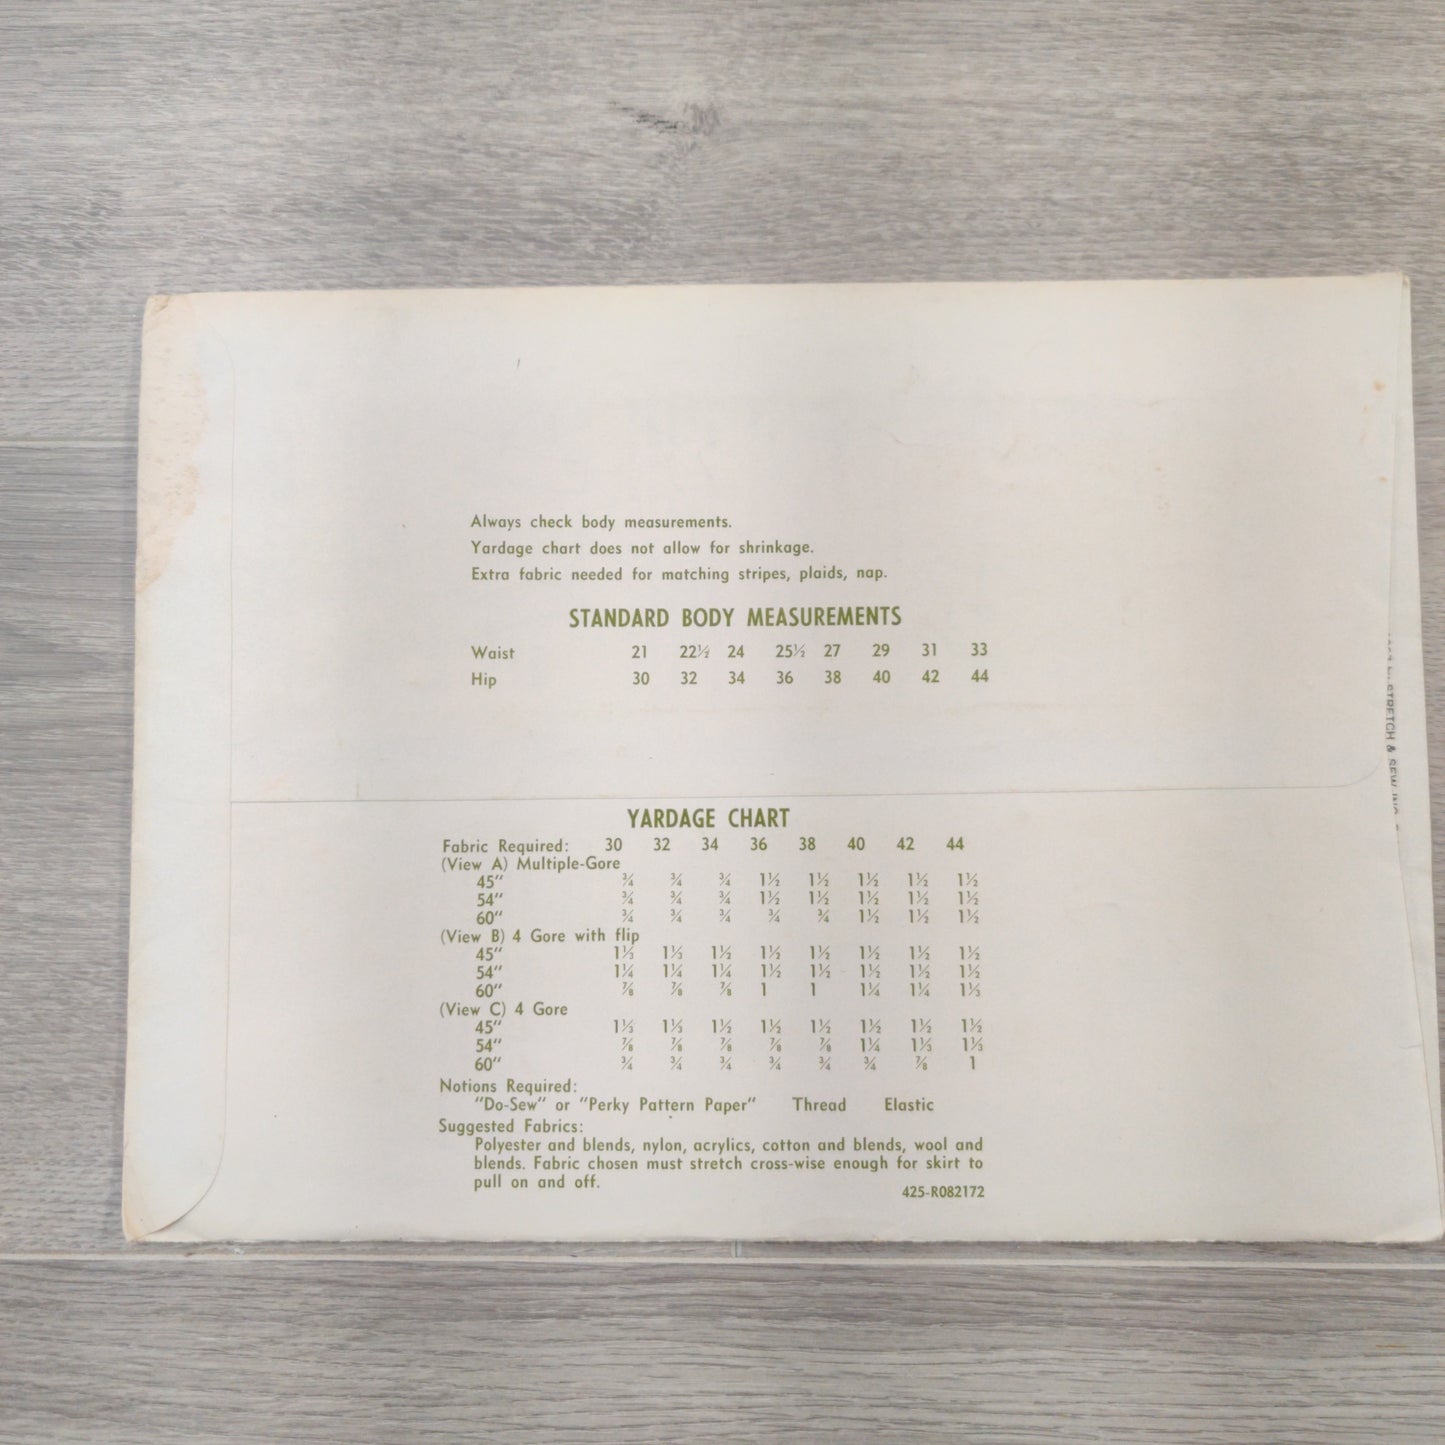 Always check body measurements.
Yardage chart does not allow for shrinkage.
Extra fabric needed for matching stripes, plaids, nap.
STANDARD BODY MEASUREMENTS
Waist 21 22½ 24 25½ 27 29 31 33
Hip 30 32 34 36 38 40 42 44
STRETCH & SEW
YARDAGE CHART
Fabric Required: 30 32 34 36 38 40 42 44
(View A) Multiple-Gore
45" ¾ ¾ ¾ 1½ 1½ 1½ 1½ 1½
54" ¾ ¾ ¾ 1½ 1½ 1½ 1½ 1½
60" ¾ ¾ ¾ ¾ ¾ 1½ 1½ 1½
(View B) 4 Gore with flip
45" 1⅓ 1⅓ 1½ 1½ 1½ 1½ 1½ 1½
54" 1¼ 1¼ 1¼ 1½ 1½ 1½ 1½ 1½
60" ⅞ ⅞ ⅞ 1 1 1¼ 1¼ 1⅓
(View C) 4 Gore
45" 1⅓ 1⅓ 1½ 1½ 1½ 1½ 1½ 1½
54" ⅞ ⅞ ⅞ ⅞ ⅞ 1¼ 1⅓ 1⅓
60" ¾ ¾ ¾ ¾ ¾ ¾ ⅞ 1
Notions Required:
"Do-Sew" or "Perky Pattern Paper" Thread Elastic
Suggested Fabrics:
Polyester and blends, nylon, acrylics, cotton and blends, wool and
blends. Fabric chosen must stretch cross-wise enough for skirt to
pull on and off.
425-R082172